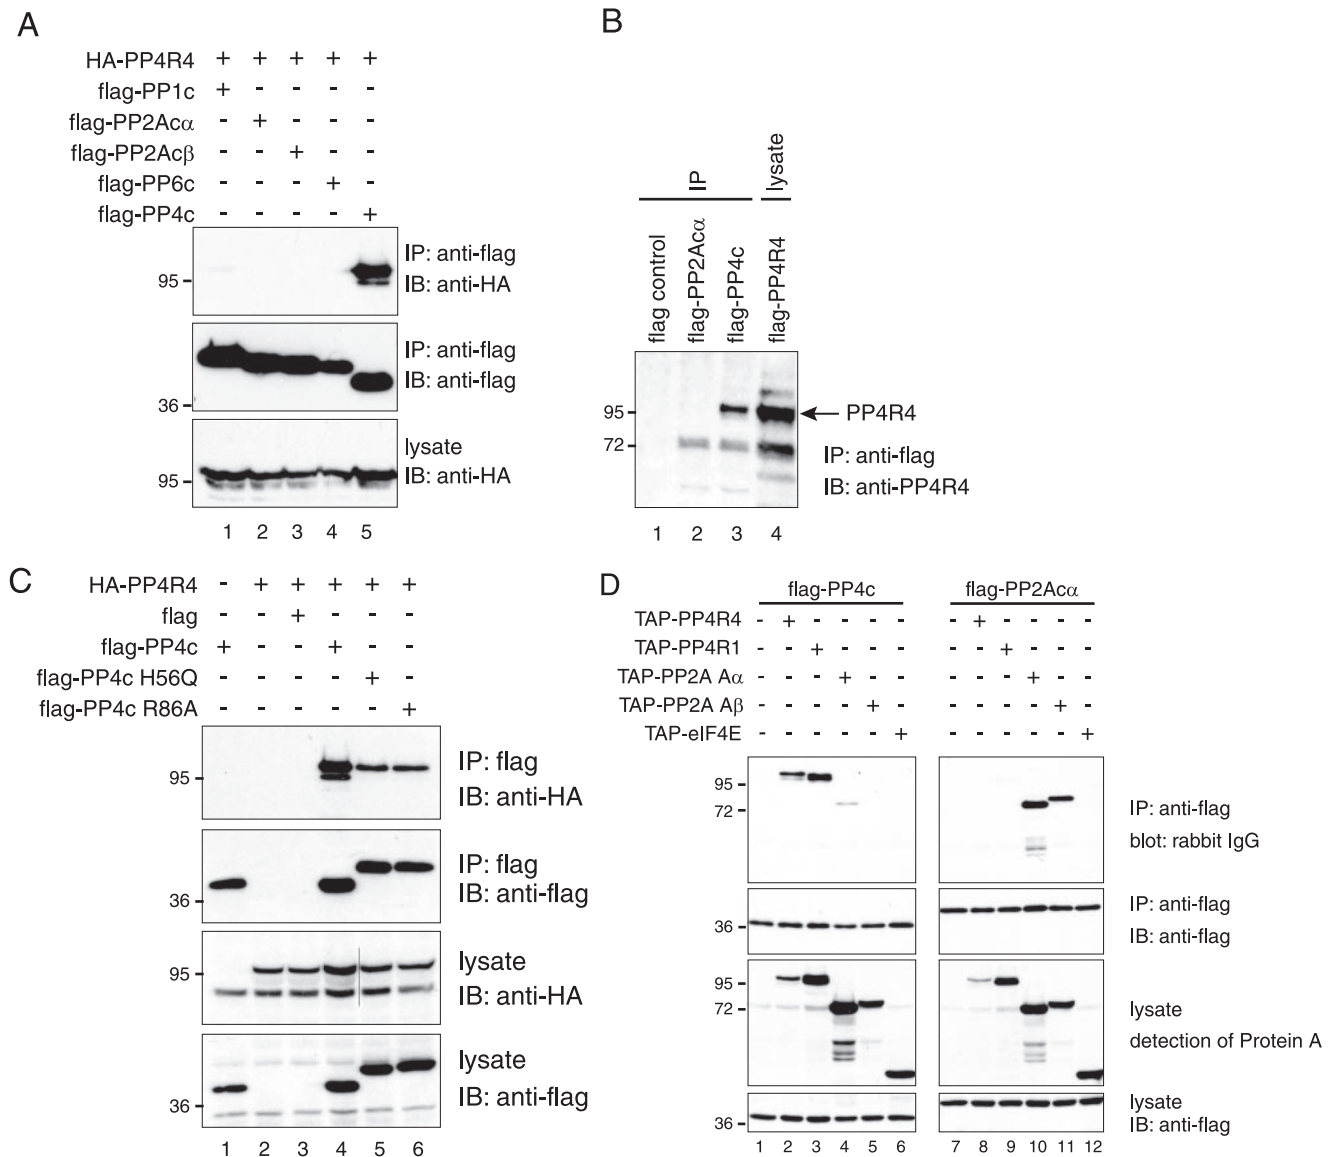 A
HA-PP4R4 + + + + +
flag-PP1c + - - - -
flag-PP2Acα - + - - -
flag-PP2Acβ - - + - -
flag-PP6c - - - + -
flag-PP4c - - - - +
IP: anti-flag
95
IB: anti-HA
IP: anti-flag
IB: anti-flag
36
lysate
95
IB: anti-HA
1 2 3 4 5
B
IP
lysate
flag control
flag-PP2Acα
flag-PP4c
flag-PP4R4
95
PP4R4
72
IP: anti-flag
IB: anti-PP4R4
1 2 3 4
C
HA-PP4R4 - + + + + +
flag - - + - - -
flag-PP4c + - - + - -
flag-PP4c H56Q - - - - + -
flag-PP4c R86A - - - - - +
IP: flag
95
IB: anti-HA
IP: flag
IB: anti-flag
36
lysate
95
IB: anti-HA
lysate
IB: anti-flag
36
1 2 3 4 5 6
D
flag-PP4c flag-PP2Acα
TAP-PP4R4 - + - - - - - + - - - -
TAP-PP4R1 - - + - - - - - + - - -
TAP-PP2A Aα - - - + - - - - - + - -
TAP-PP2A Aβ - - - - + - - - - - + -
TAP-eIF4E - - - - - + - - - - - +
95
72
95
72
IP: anti-flag
blot: rabbit IgG
IP: anti-flag
36
36
IB: anti-flag
95
72
95
72
lysate
detection of Protein A
lysate
36
36
IB: anti-flag
1 2 3 4 5 6 7 8 9 10 11 12